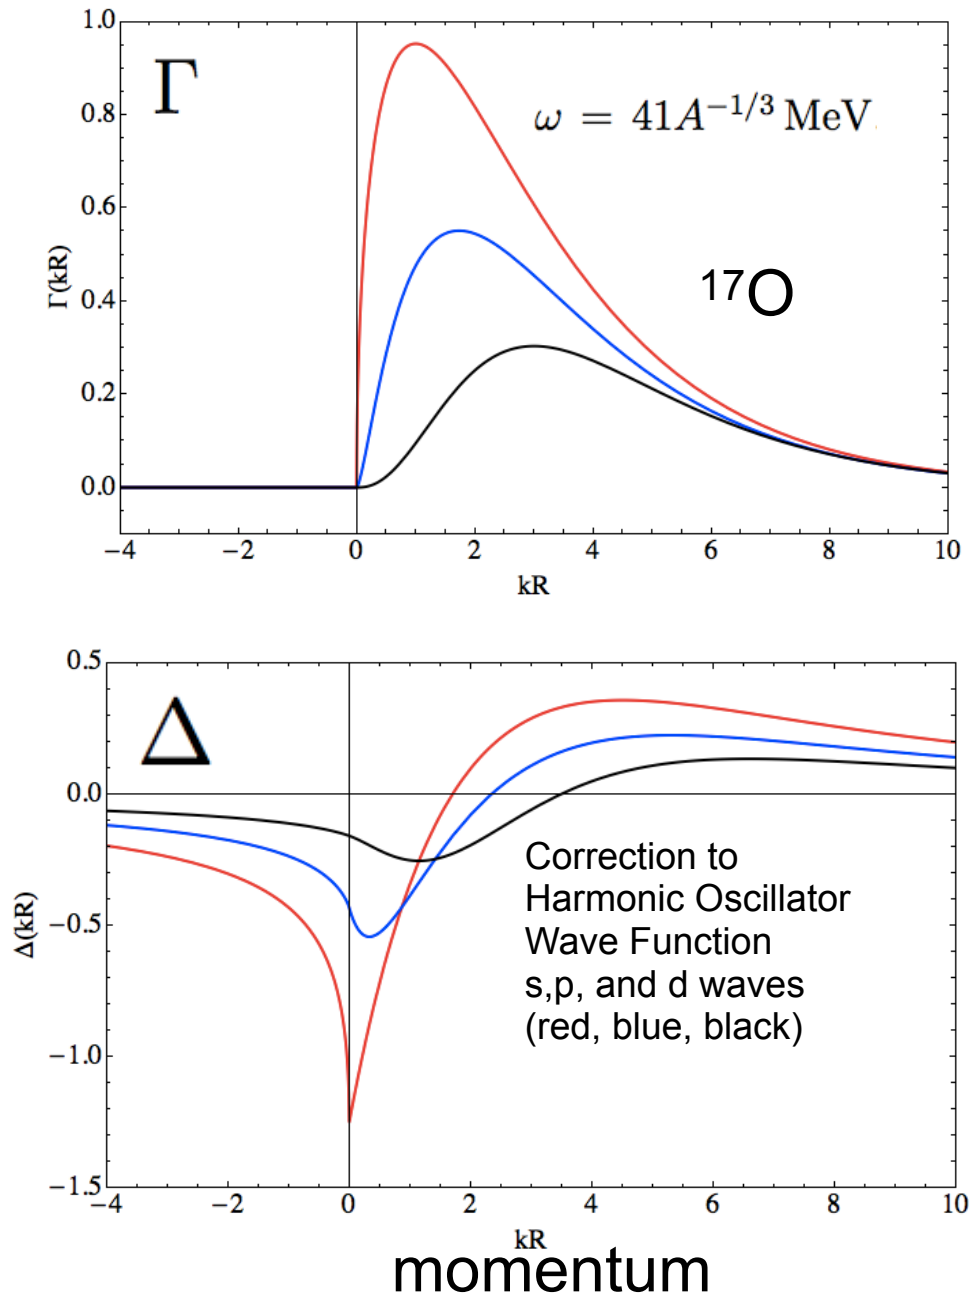 1.0
Γ
ω = 41A^{-1/3} MeV.
0.8
0.6
¹⁷O
Γ(kR)
0.4
0.2
0.0
−4 −2 0 2 4 6 8 10
kR
0.5
Δ
0.0
Correction to
Harmonic Oscillator
Wave Function
s,p, and d waves
(red, blue, black)
Δ(kR)
−0.5
−1.0
−1.5
−4 −2 0 2 4 6 8 10
kR
momentum